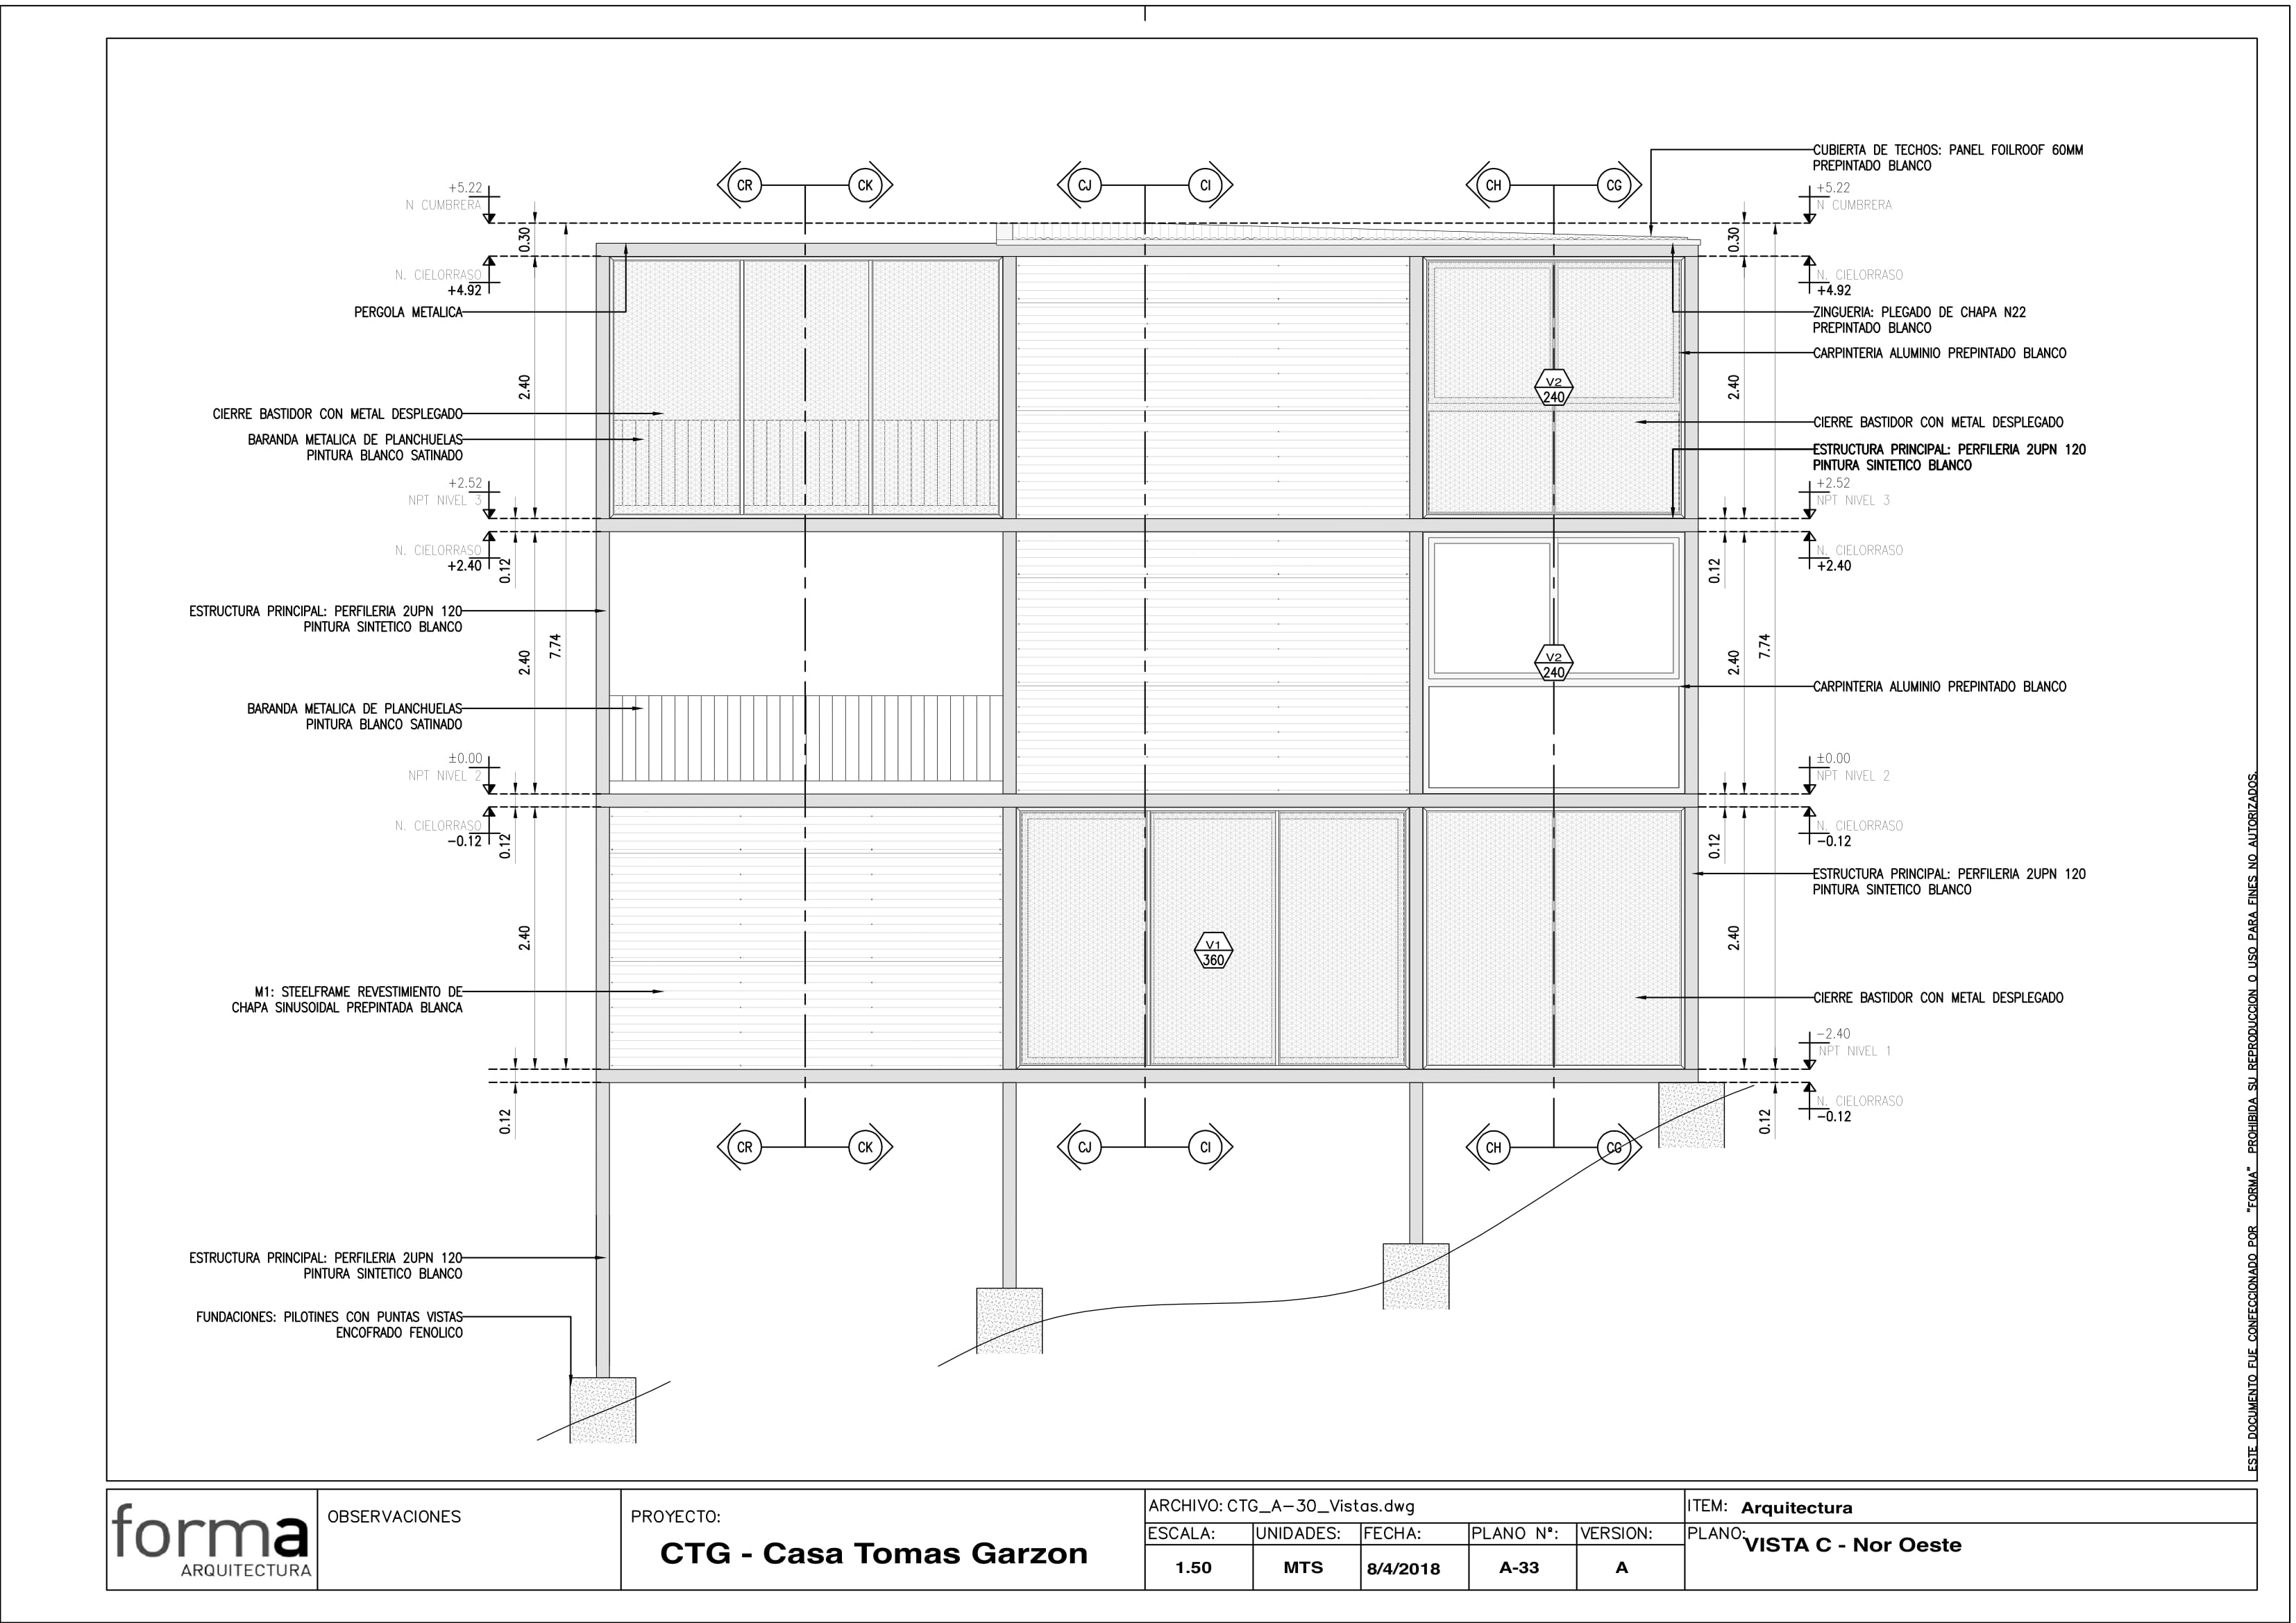 CR
CK
CJ
CI
CH
CG
CUBIERTA DE TECHOS: PANEL FOILROOF 60MM
PREPINTADO BLANCO
+5.22
N CUMBRERA
0.30
N. CIELORRASO
+4.92
PERGOLA METALICA
2.40
CIERRE BASTIDOR CON METAL DESPLEGADO
BARANDA METALICA DE PLANCHUELAS
PINTURA BLANCO SATINADO
+2.52
NPT NIVEL 3
N. CIELORRASO
+2.40
0.12
ESTRUCTURA PRINCIPAL: PERFILERIA 2UPN 120
PINTURA SINTETICO BLANCO
7.74
2.40
BARANDA METALICA DE PLANCHUELAS
PINTURA BLANCO SATINADO
±0.00
NPT NIVEL 2
N. CIELORRASO
-0.12
0.12
2.40
M1: STEELFRAME REVESTIMIENTO DE
CHAPA SINUSOIDAL PREPINTADA BLANCA
0.12
ESTRUCTURA PRINCIPAL: PERFILERIA 2UPN 120
PINTURA SINTETICO BLANCO
FUNDACIONES: PILOTINES CON PUNTAS VISTAS
ENCOFRADO FENOLICO
V2
240
V2
240
V1
360
+5.22
N CUMBRERA
0.30
N. CIELORRASO
+4.92
ZINGUERIA: PLEGADO DE CHAPA N22
PREPINTADO BLANCO
CARPINTERIA ALUMINIO PREPINTADO BLANCO
2.40
CIERRE BASTIDOR CON METAL DESPLEGADO
ESTRUCTURA PRINCIPAL: PERFILERIA 2UPN 120
PINTURA SINTETICO BLANCO
+2.52
NPT NIVEL 3
N. CIELORRASO
+2.40
0.12
7.74
2.40
CARPINTERIA ALUMINIO PREPINTADO BLANCO
±0.00
NPT NIVEL 2
N. CIELORRASO
-0.12
0.12
ESTRUCTURA PRINCIPAL: PERFILERIA 2UPN 120
PINTURA SINTETICO BLANCO
2.40
CIERRE BASTIDOR CON METAL DESPLEGADO
-2.40
NPT NIVEL 1
N. CIELORRASO
-0.12
0.12
CR
CK
CJ
CI
CH
CG
ESTE DOCUMENTO FUE CONFECCIONADO POR "FORMA" PROHIBIDA SU REPRODUCCION O USO PARA FINES NO AUTORIZADOS.
forma
ARQUITECTURA
OBSERVACIONES
PROYECTO:
CTG - Casa Tomas Garzon
ARCHIVO: CTG_A-30_Vistas.dwg
ESCALA:
1.50
UNIDADES:
MTS
FECHA:
8/4/2018
PLANO Nº:
A-33
VERSION:
A
ITEM: Arquitectura
PLANO: VISTA C - Nor Oeste